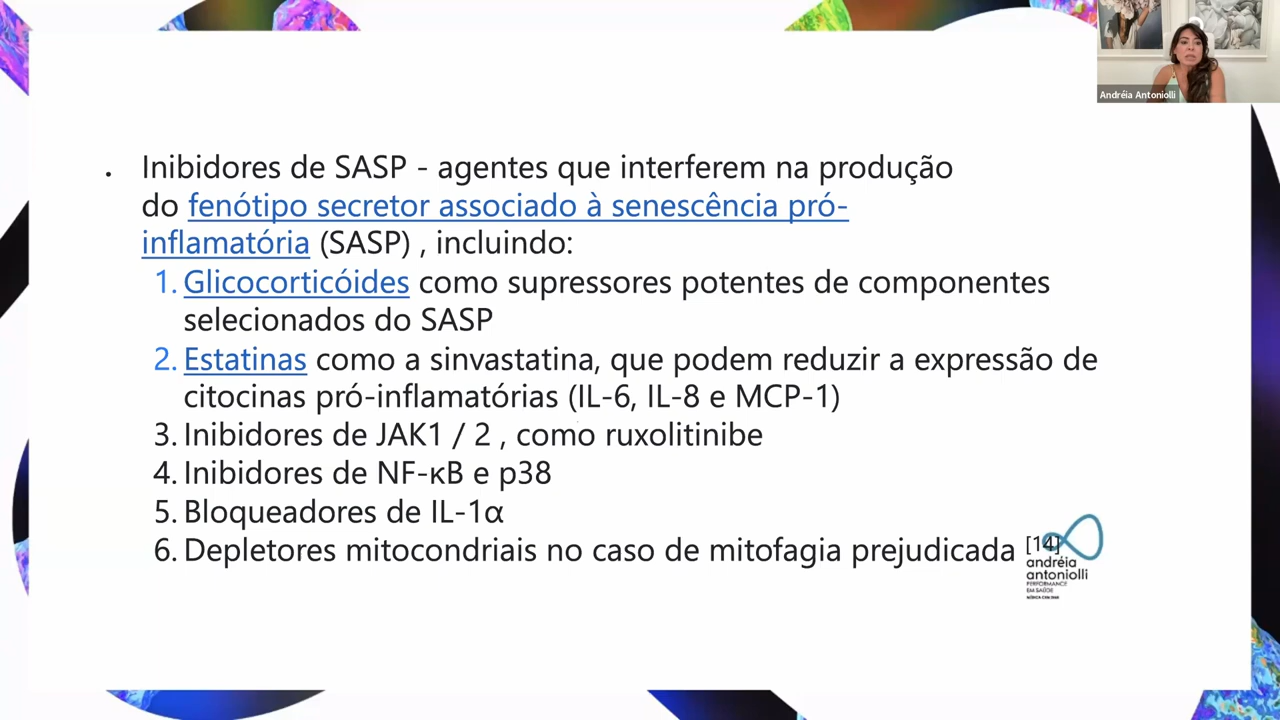 Andréia Antoniolli
. Inibidores de SASP - agentes que interferem na produção
do fenótipo secretor associado à senescência pró-
inflamatória (SASP) , incluindo:
1. Glicocorticóides como supressores potentes de componentes
selecionados do SASP
2. Estatinas como a sinvastatina, que podem reduzir a expressão de
citocinas pró-inflamatórias (IL-6, IL-8 e MCP-1)
3. Inibidores de JAK1 / 2 , como ruxolitinibe
4. Inibidores de NF-κB e p38
5. Bloqueadores de IL-1α
6. Depletores mitocondriais no caso de mitofagia prejudicada [14]
andréia
antoniolli
PERFORMANCE
EM SAÚDE